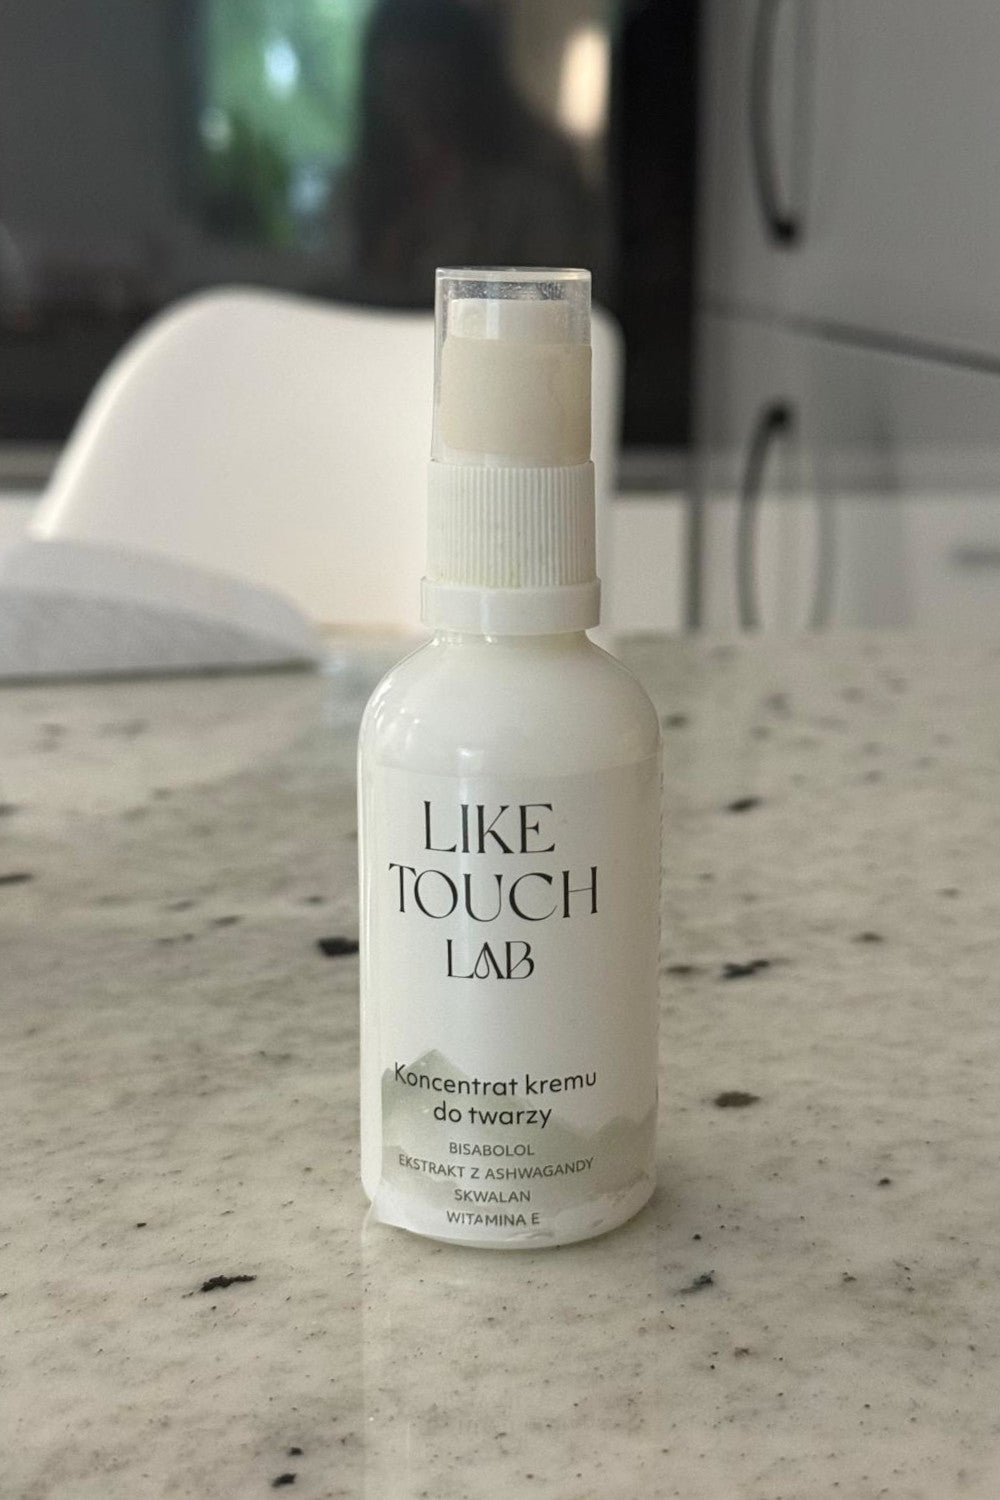 LIKE
TOUCH
LAB
Koncentrat kremu
do twarzy
BISABOLOL
EKSTRAKT Z ASHWAGANDY
SKWALAN
WITAMINA E